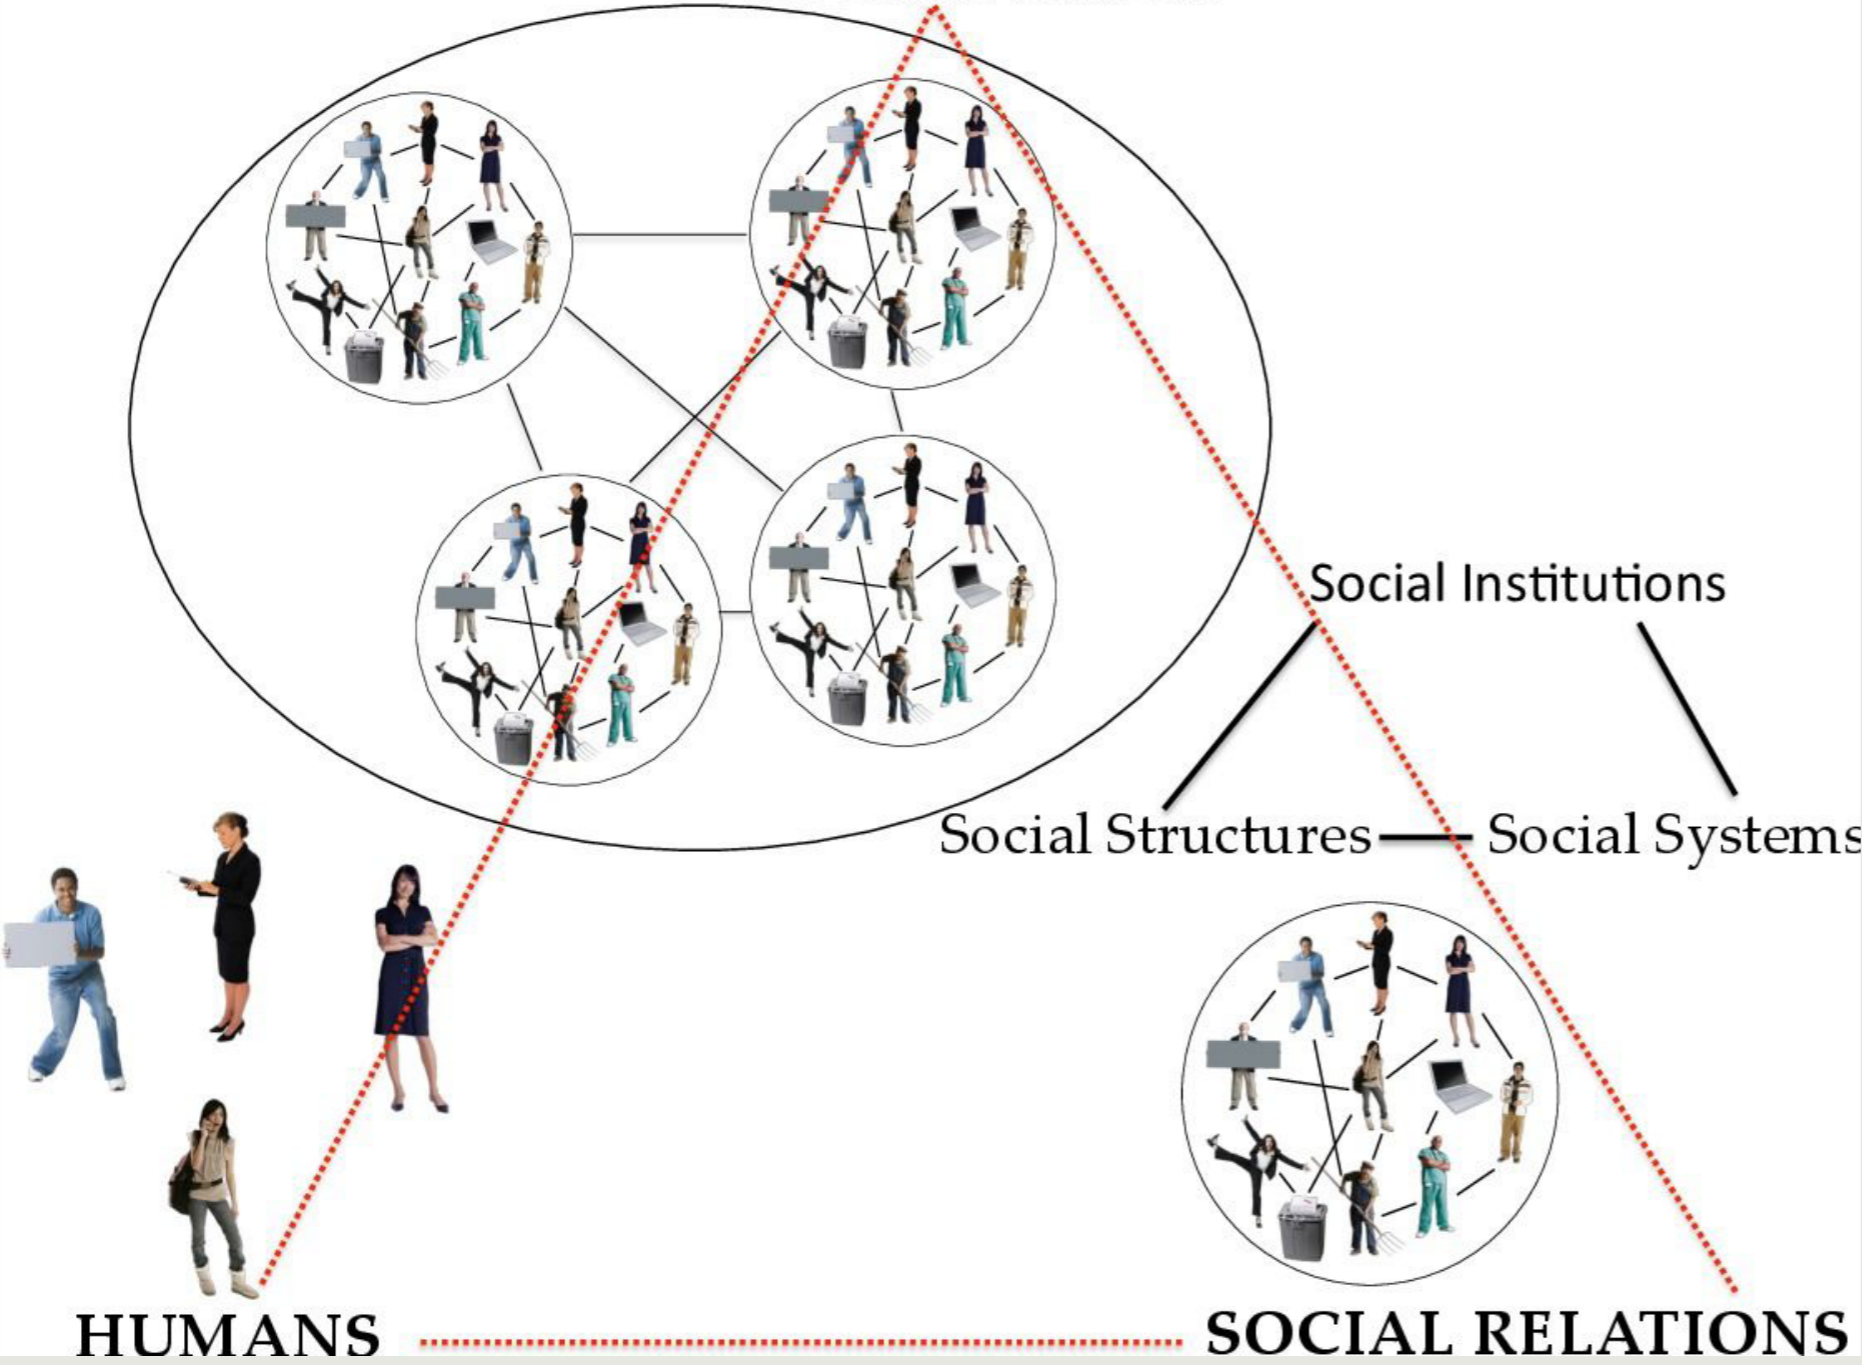 Social Institutions
Social Structures
Social Systems
HUMANS
SOCIAL RELATIONS